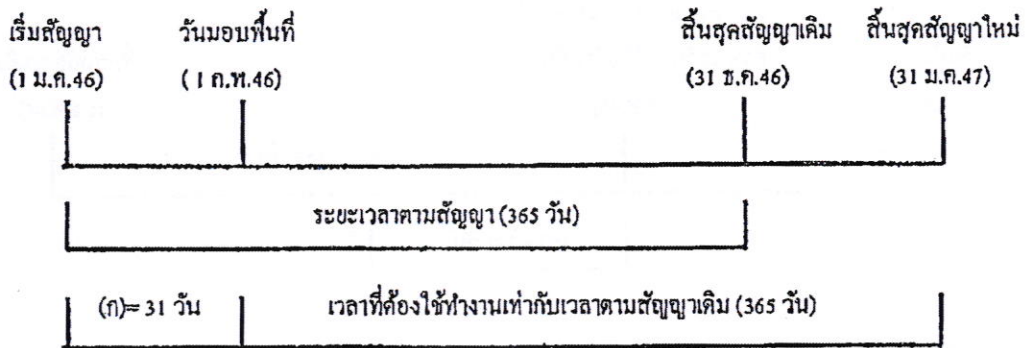 เริ่มสัญญา วันมอบพื้นที่ สิ้นสุดสัญญาเดิม สิ้นสุดสัญญาใหม่
(1 ม.ค.46) (1 ก.พ.46) (31 ธ.ค.46) (31 ม.ค.47)
ระยะเวลาตามสัญญา (365 วัน)
(ก)= 31 วัน เวลาที่ต้องใช้ทำงานเท่ากับเวลาตามสัญญาเดิม (365 วัน)